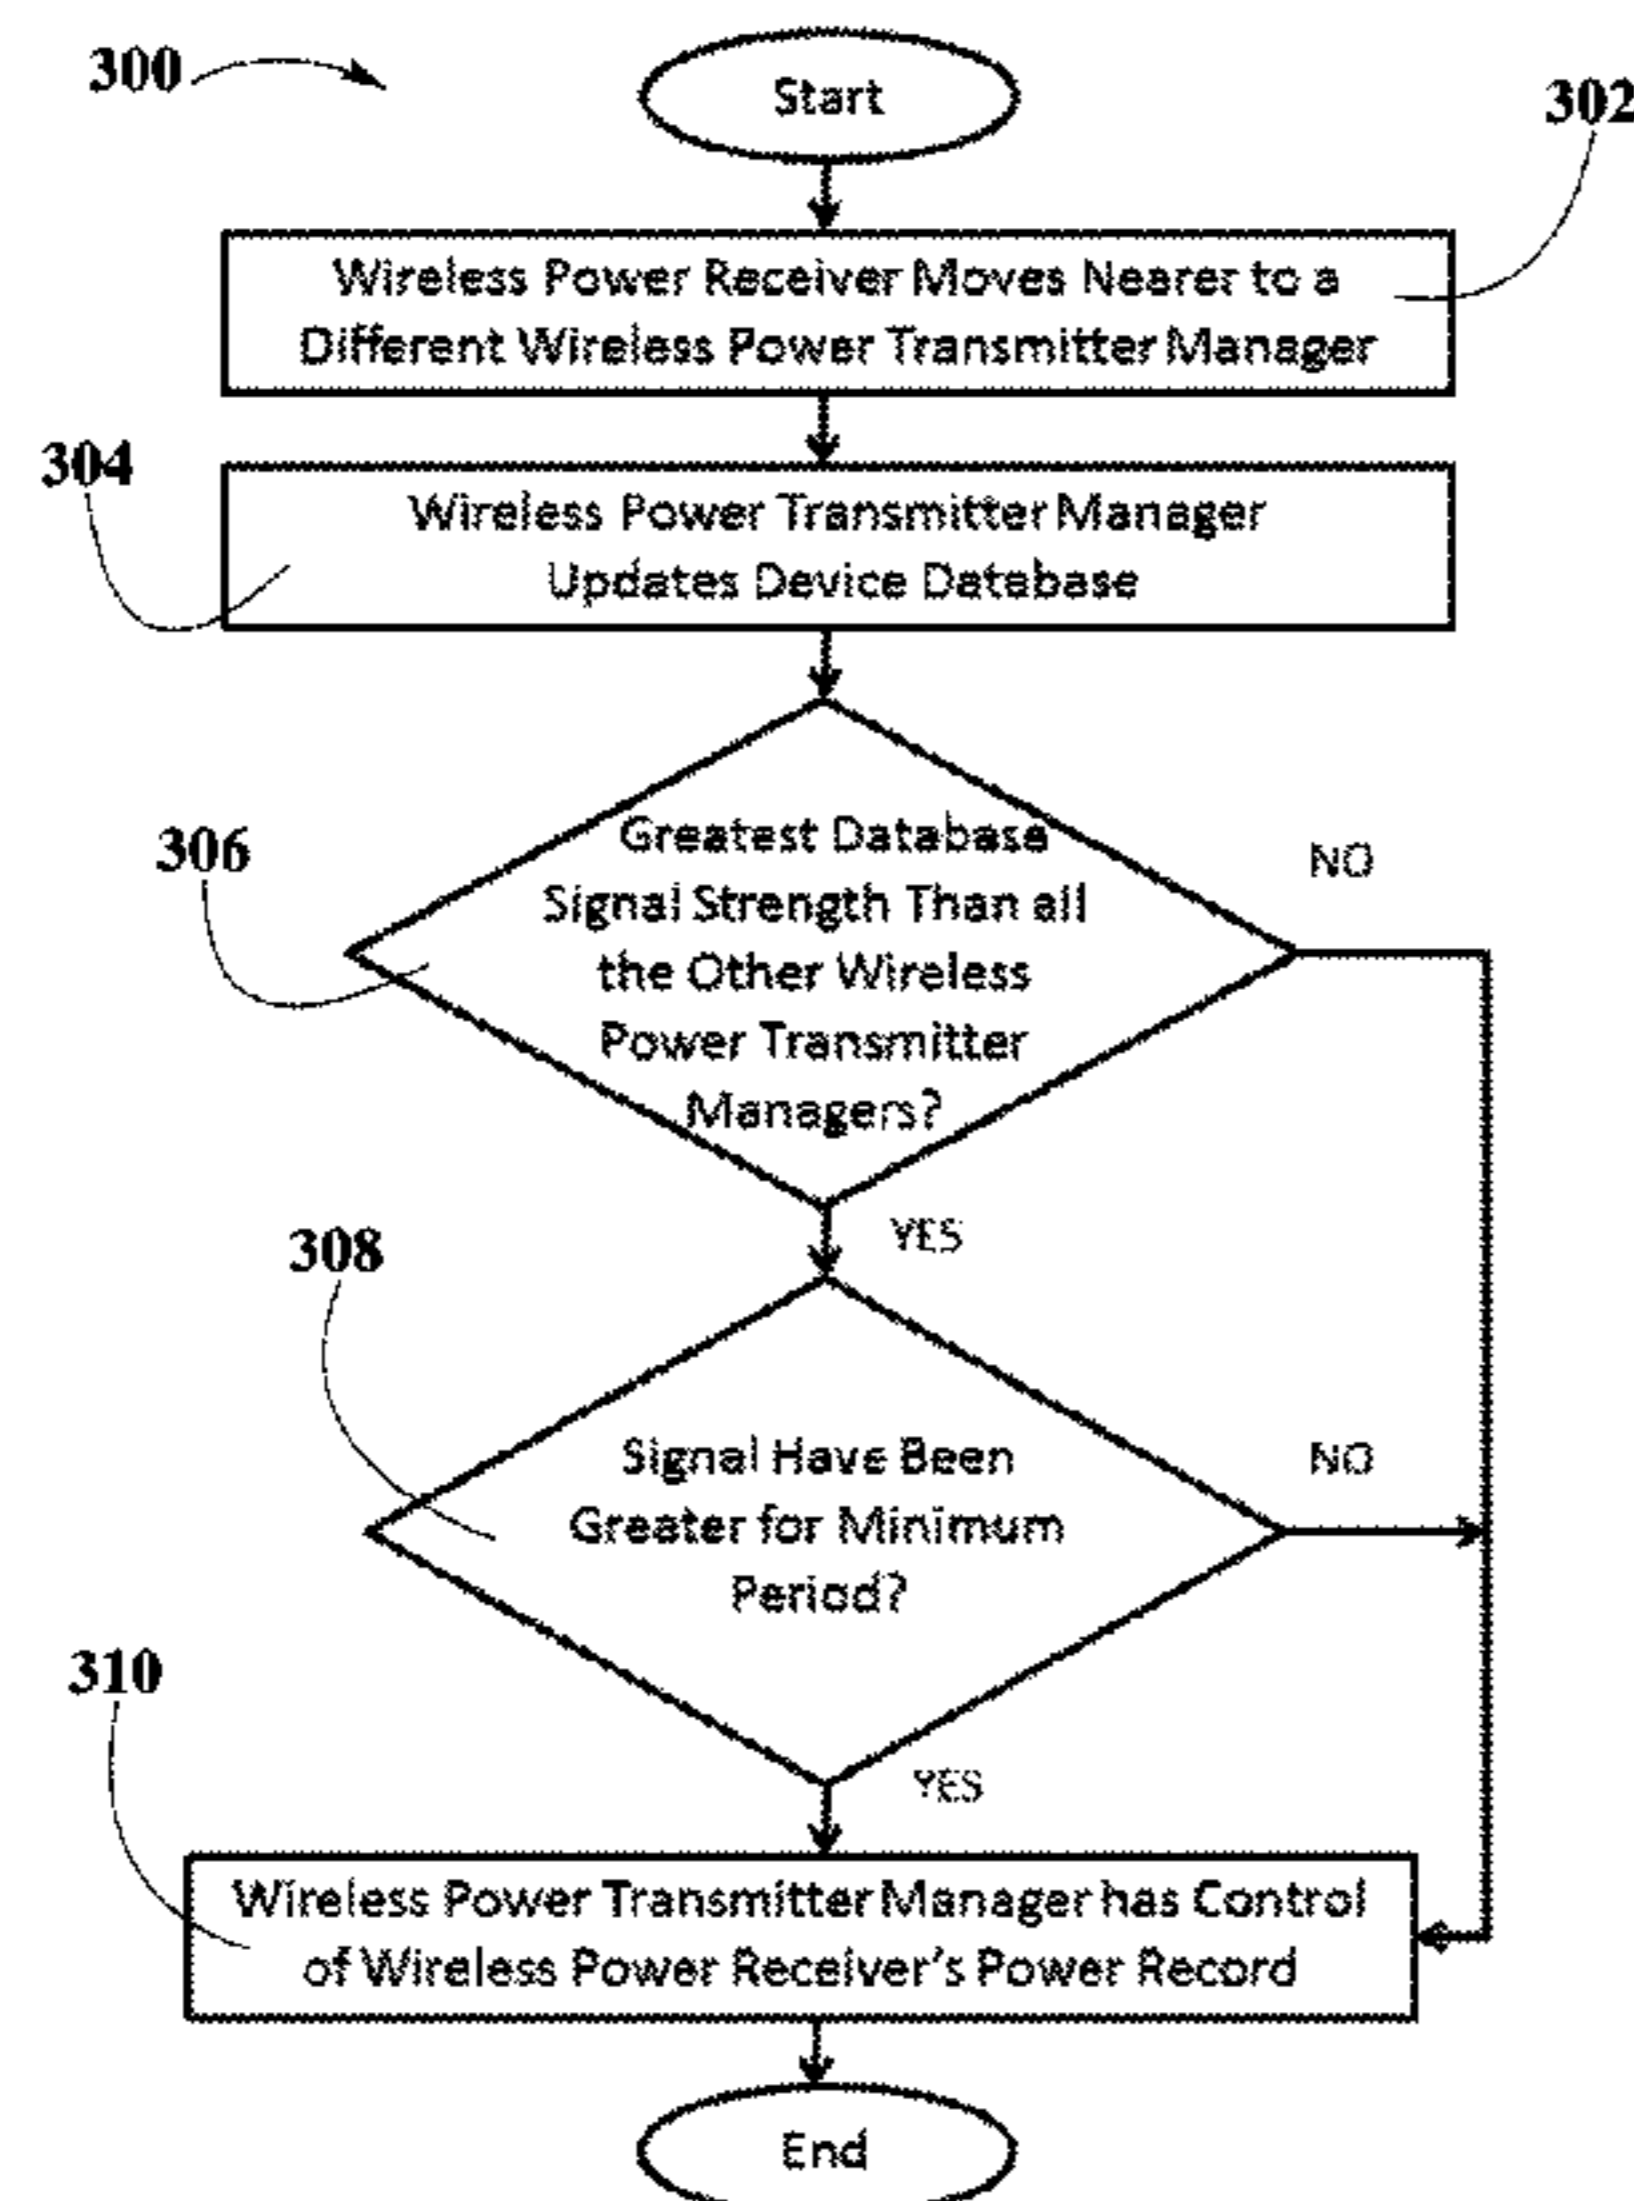 300
Start
302
Wireless Power Receiver Moves Nearer to a
Different Wireless Power Transmitter Manager
304
Wireless Power Transmitter Manager
Updates Device Database
306
Greatest Database
Signal Strength Than all
the Other Wireless
Power Transmitter
Managers?
NO
YES
308
Signal Have Been
Greater for Minimum
Period?
NO
YES
310
Wireless Power Transmitter Manager has Control
of Wireless Power Receiver's Power Record
End